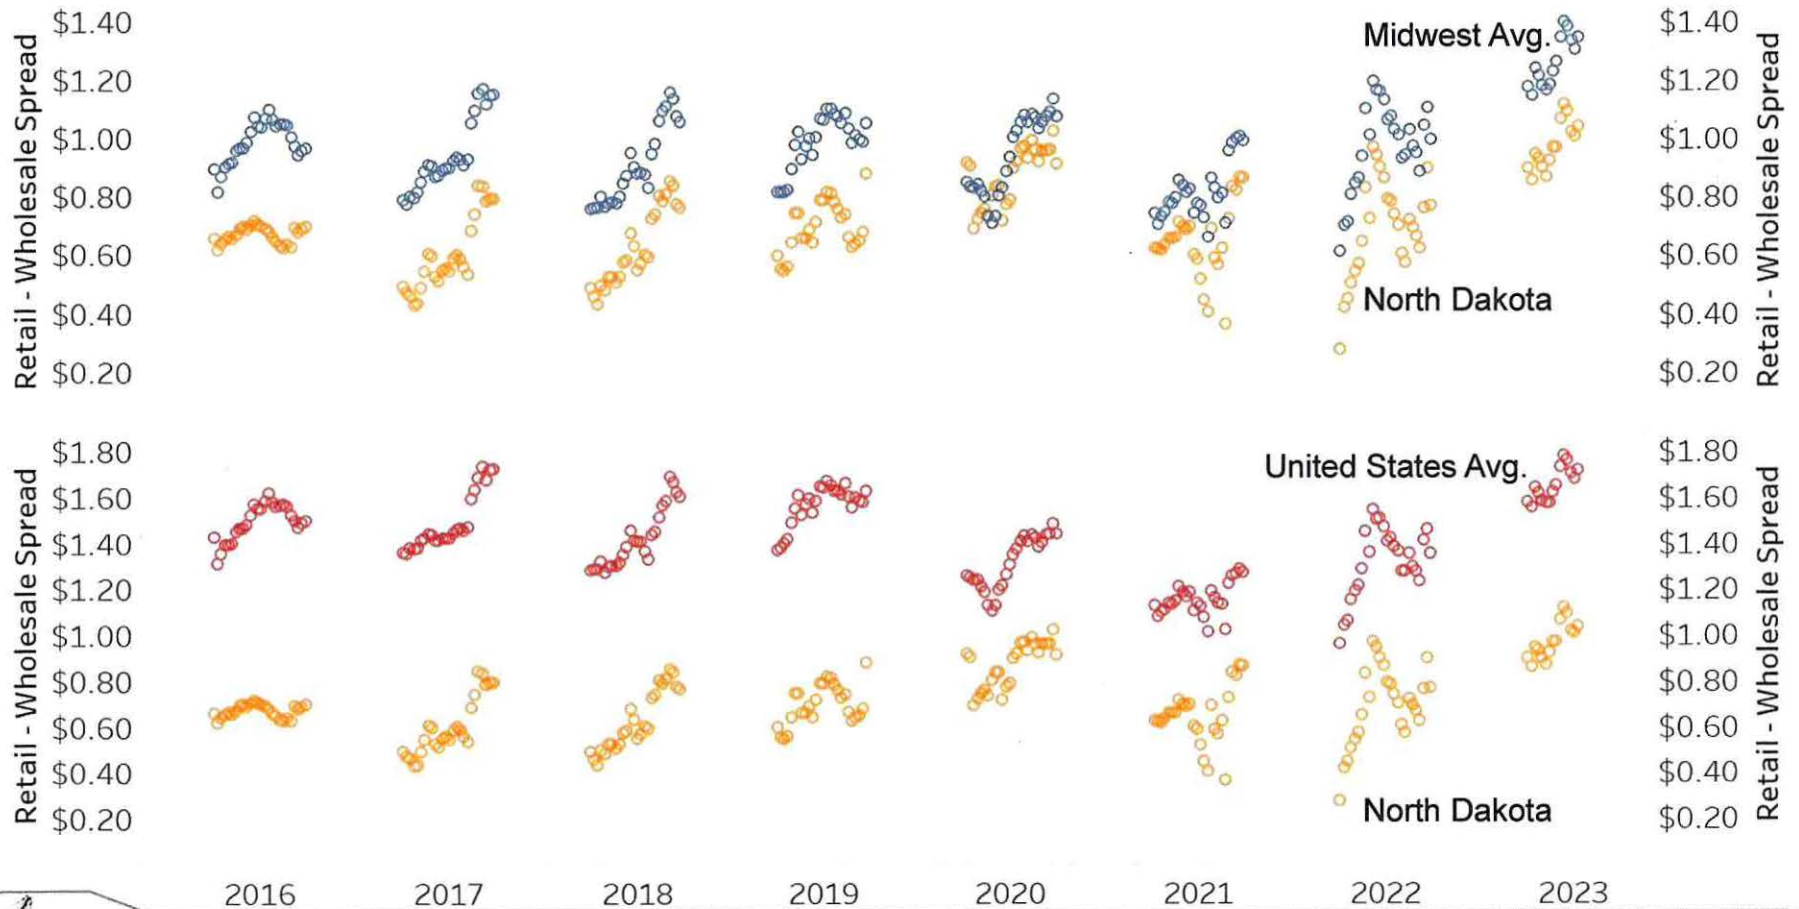 $1.40 $1.40
Midwest Avg.
$1.20 $1.20
$1.00 $1.00
$0.80 $0.80
$0.60 $0.60
North Dakota
$0.40 $0.40
$0.20 $0.20
Retail - Wholesale Spread
Retail - Wholesale Spread
$1.80 $1.80
United States Avg.
$1.60 $1.60
$1.40 $1.40
$1.20 $1.20
$1.00 $1.00
$0.80 $0.80
$0.60 $0.60
$0.40 $0.40
North Dakota
$0.20 $0.20
Retail - Wholesale Spread
Retail - Wholesale Spread
2016 2017 2018 2019 2020 2021 2022 2023